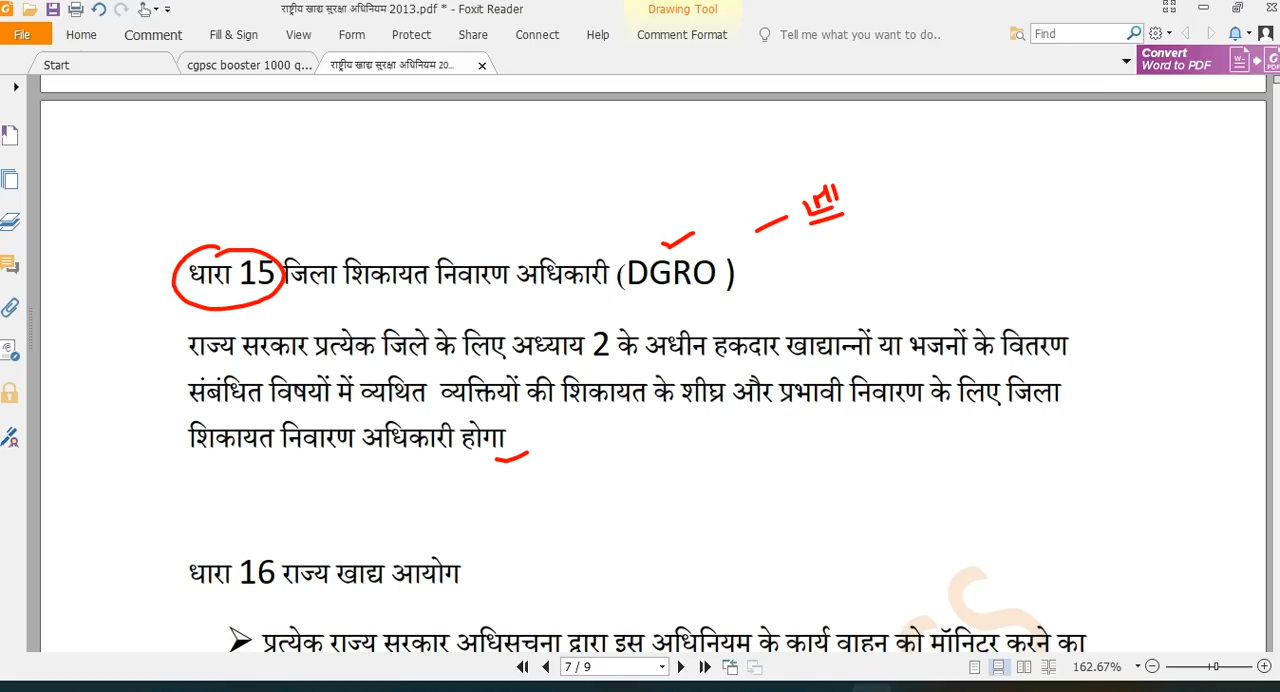 राष्ट्रीय खाद्य सुरक्षा अधिनियम 2013.pdf * - Foxit Reader
Drawing Tool
File Home Comment Fill & Sign View Form Protect Share Connect Help Comment Format Tell me what you want to do.. Find
Start
cgpsc booster 1000 q...
राष्ट्रीय खाद्य सुरक्षा अधिनियम 20...
Convert
Word to PDF
धारा 15 जिला शिकायत निवारण अधिकारी (DGRO )
राज्य सरकार प्रत्येक जिले के लिए अध्याय 2 के अधीन हकदार खाद्यान्नों या भजनों के वितरण
संबंधित विषयों में व्यथित व्यक्तियों की शिकायत के शीघ्र और प्रभावी निवारण के लिए जिला
शिकायत निवारण अधिकारी होगा
धारा 16 राज्य खाद्य आयोग
प्रत्येक राज्य सरकार अधिसूचना द्वारा इस अधिनियम के कार्य वाहन को मॉनिटर करने का
7 / 9
162.67%